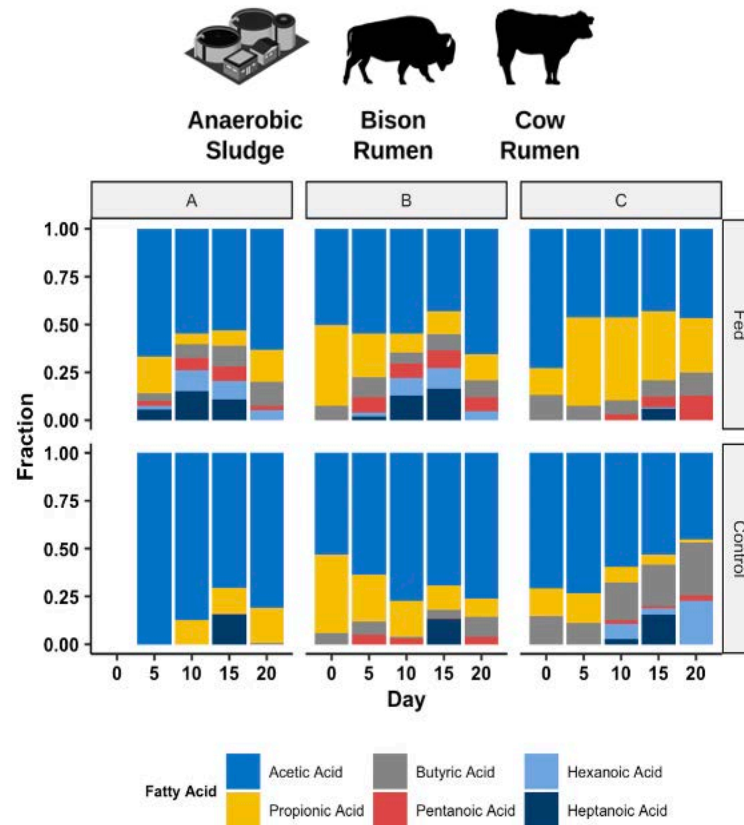 Anaerobic Sludge
Bison Rumen
Cow Rumen
A
B
C
1.00
0.75
0.50
0.25
0.00
Fed
1.00
0.75
0.50
0.25
0.00
Control
Fraction
0 5 10 15 20
0 5 10 15 20
0 5 10 15 20
Day
Fatty Acid
Acetic Acid
Butyric Acid
Hexanoic Acid
Propionic Acid
Pentanoic Acid
Heptanoic Acid